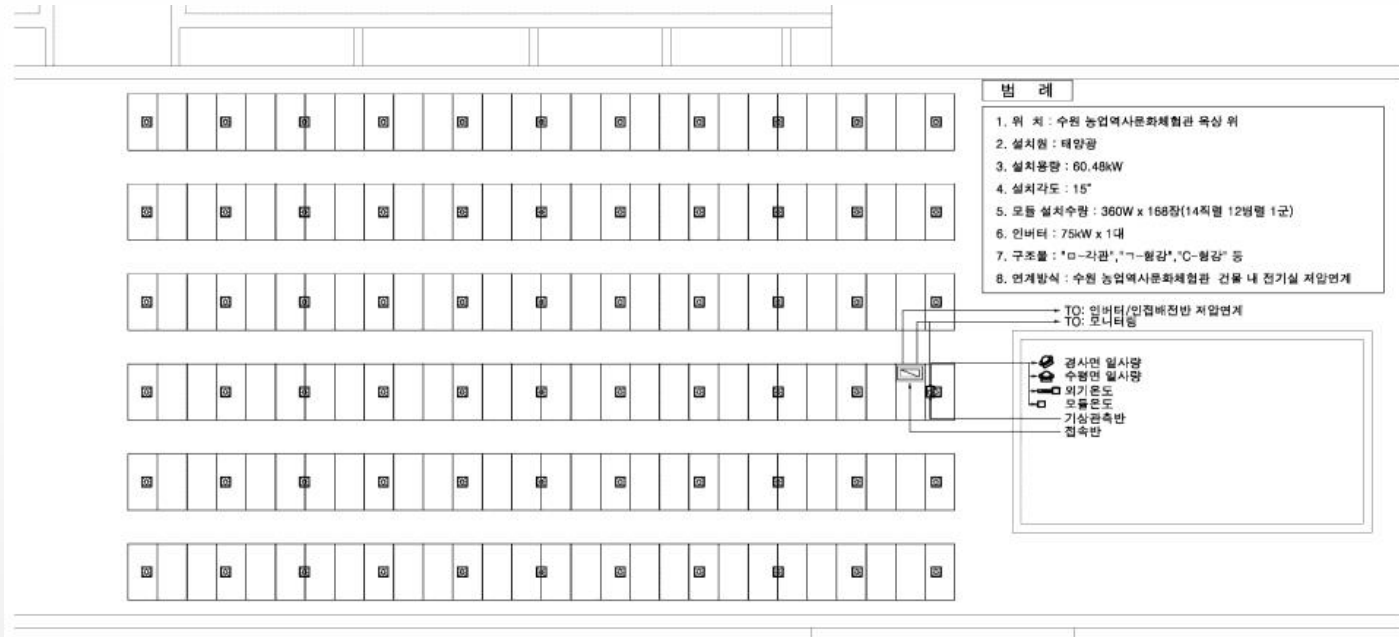 범 례
1. 위 치 : 수원 농업역사문화체험관 옥상 위
2. 설치원 : 태양광
3. 설치용량 : 60.48kW
4. 설치각도 : 15°
5. 모듈 설치수량 : 360W x 168장(14직렬 12병렬 1군)
6. 인버터 : 75kW x 1대
7. 구조물 : "ㅁ-각관","ㄱ-형강","C-형강" 등
8. 연계방식 : 수원 농업역사문화체험관 건물 내 전기실 저압연계
TO: 인버터/인접배전반 저압연계
TO: 모니터링
경사면 일사량
수평면 일사량
외기온도
모듈온도
기상관측반
접속반